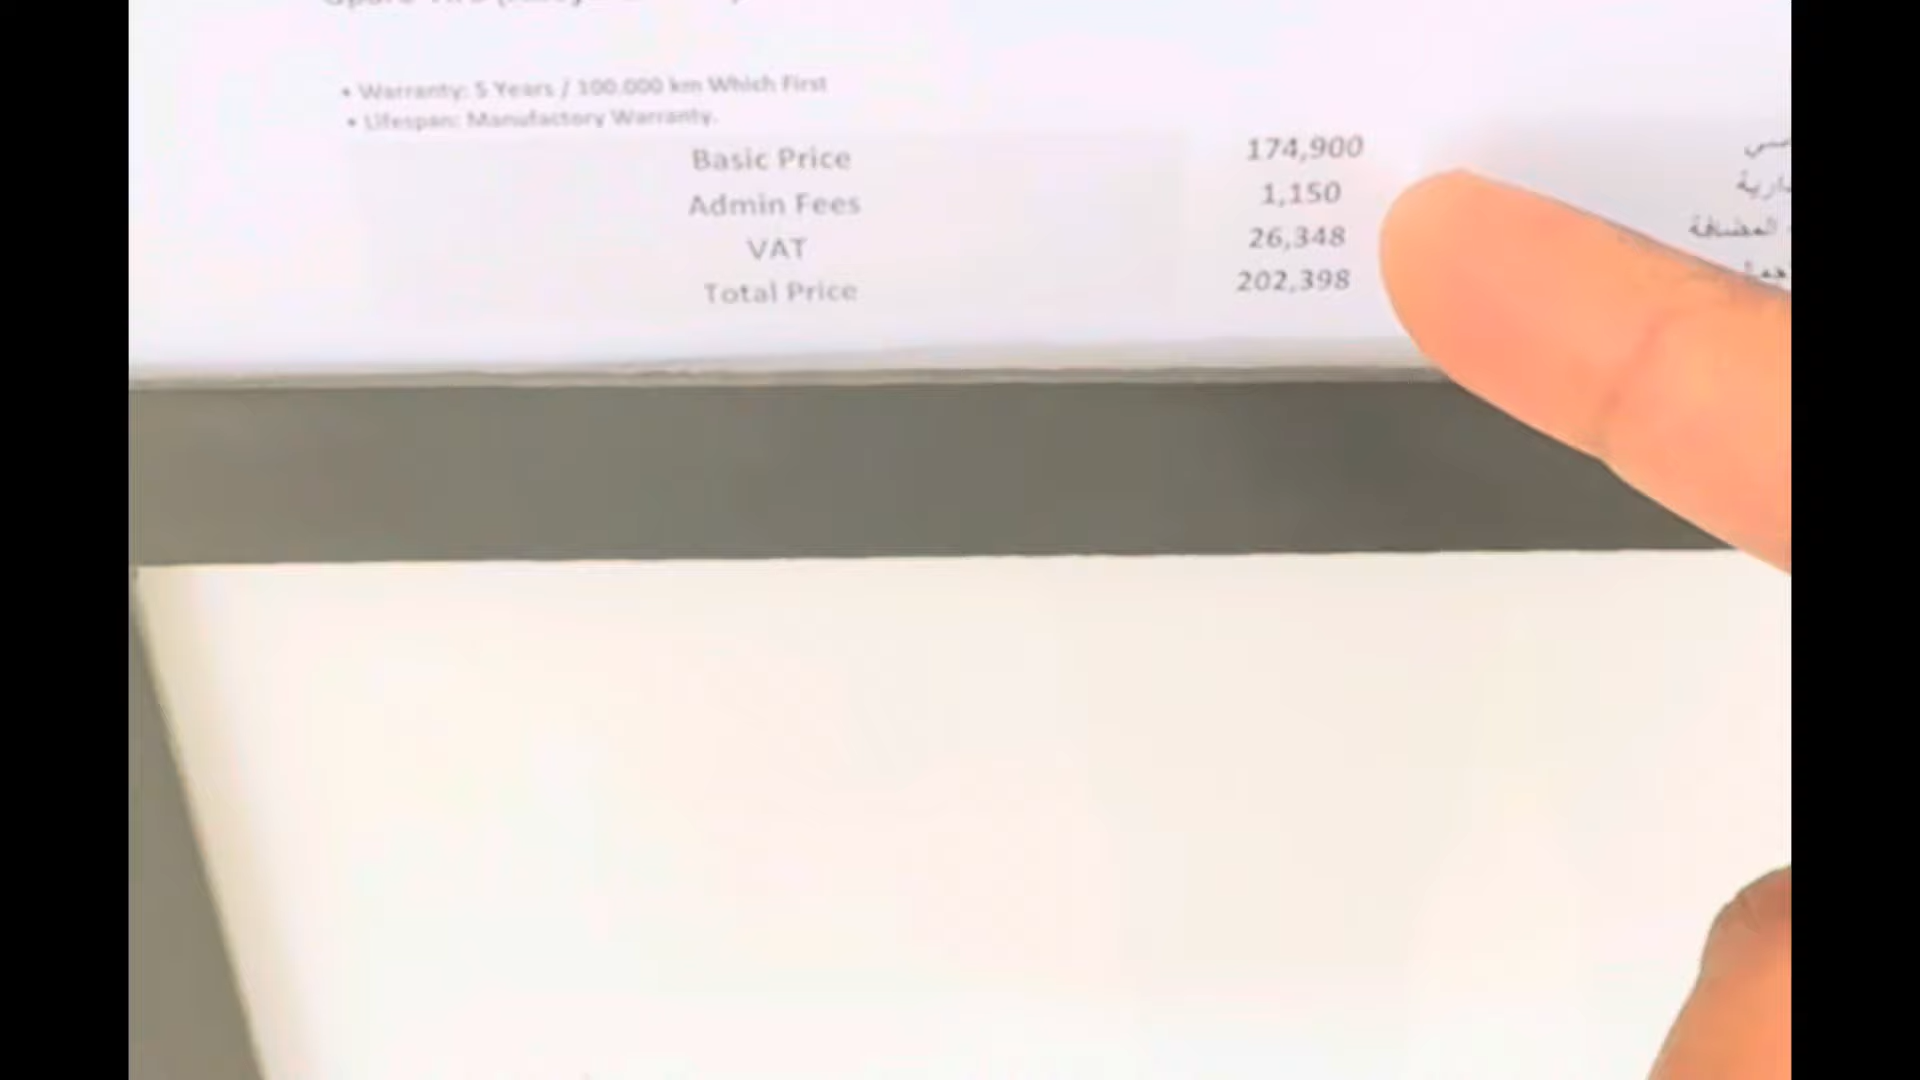 • Warranty: 5 Years / 100.000 km Which First
• Lifespan: Manufactory Warranty.
Basic Price 174,900
Admin Fees 1,150
VAT 26,348 المضافة
Total Price 202,398